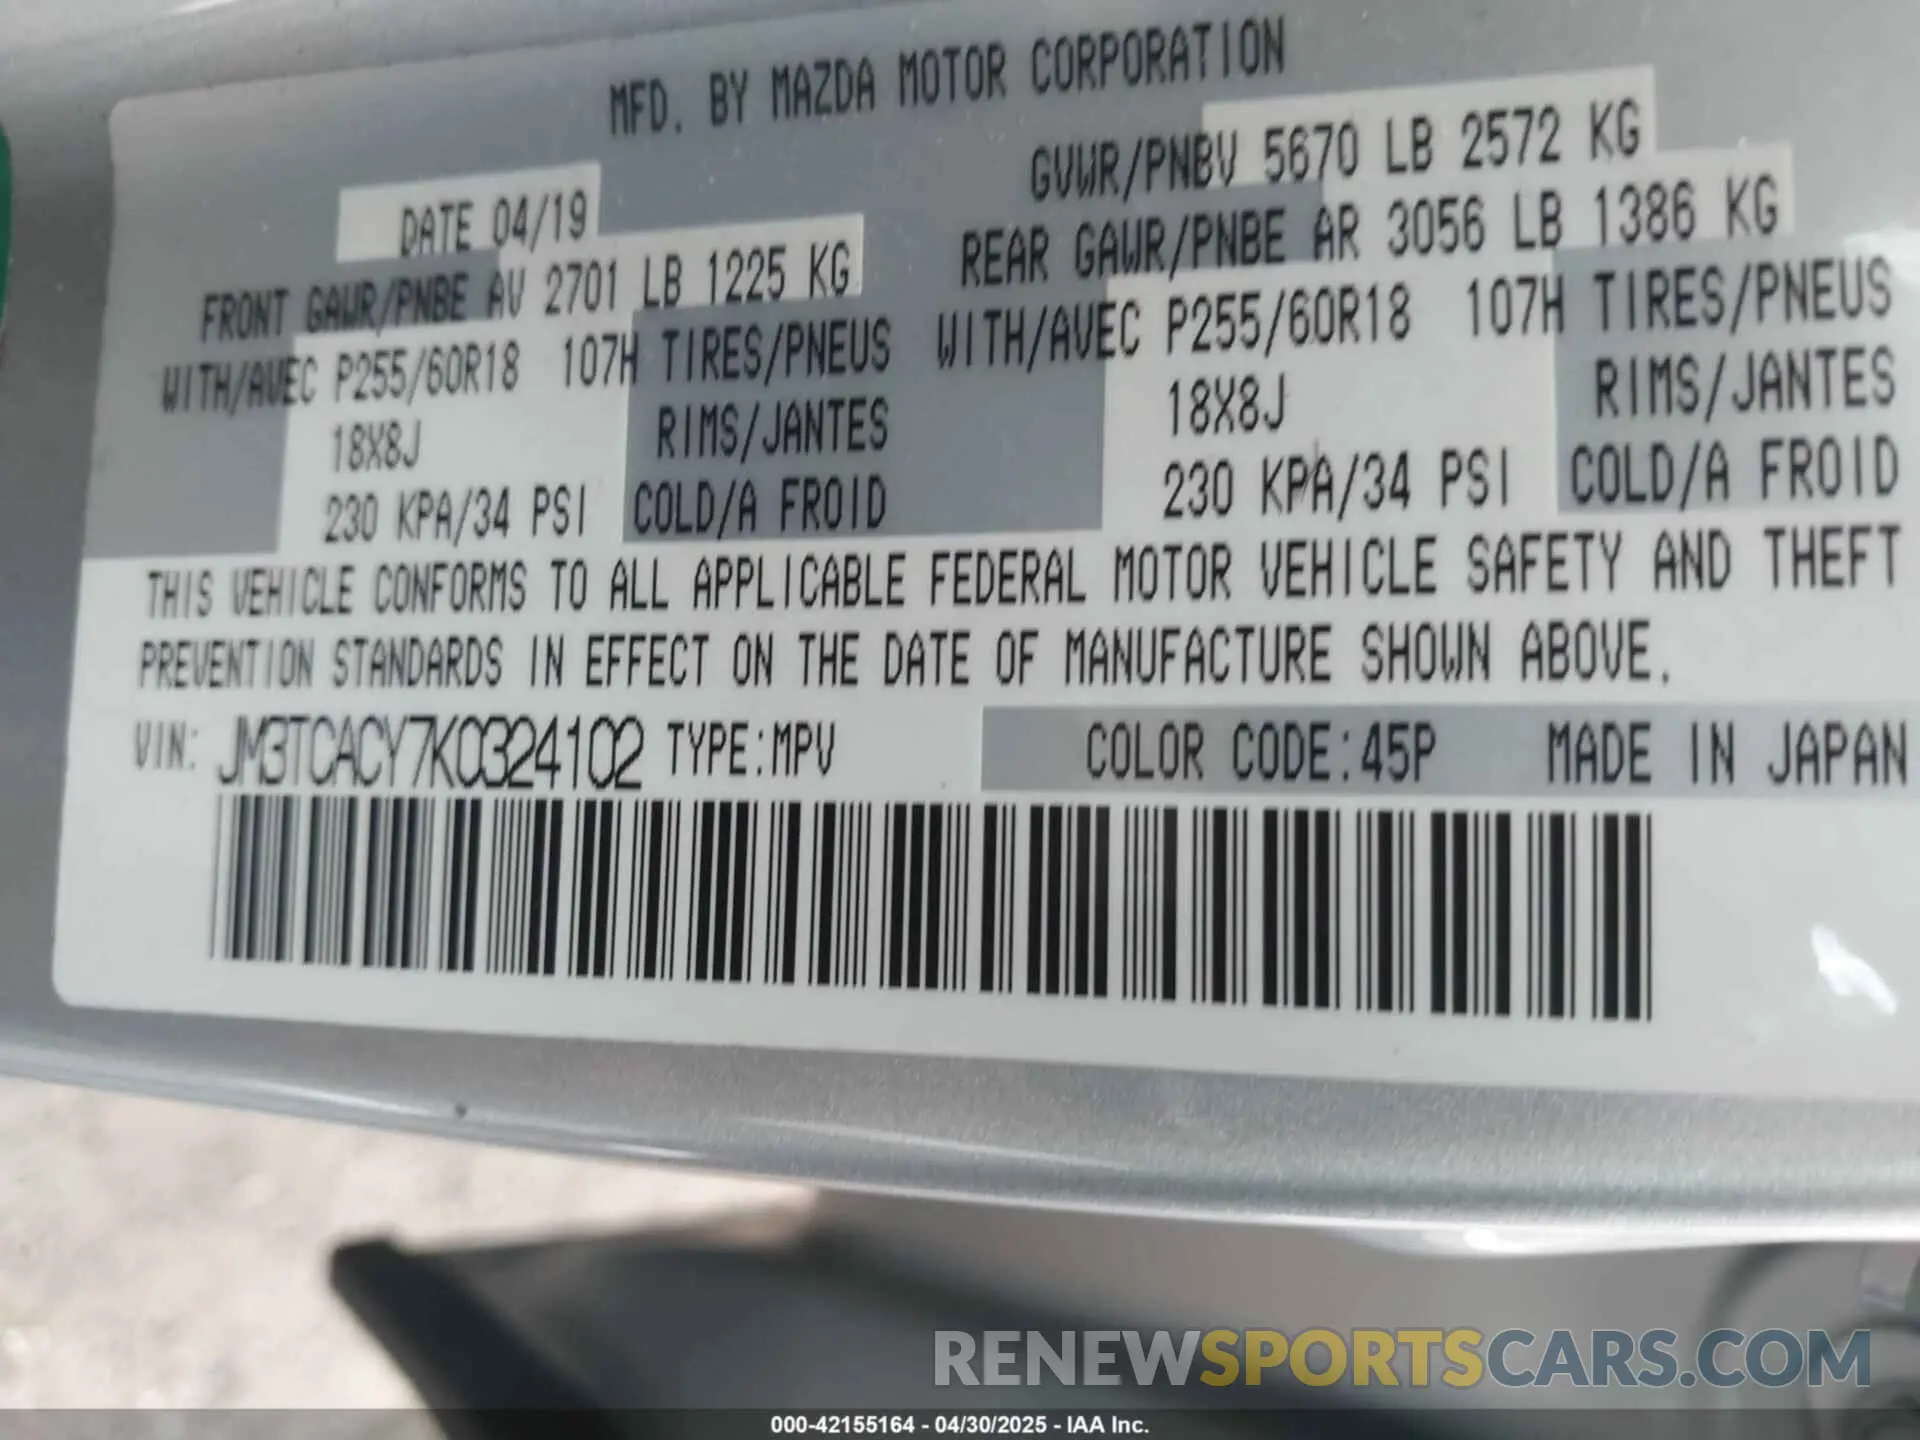 MFD. BY MAZDA MOTOR CORPORATION
DATE 04/19
GVWR/PNBV 5670 LB 2572 KG
FRONT GAWR/PNBE AV 2701 LB 1225 KG
REAR GAWR/PNBE AR 3056 LB 1386 KG
WITH/AVEC P255/60R18 107H TIRES/PNEUS
WITH/AVEC P255/60R18 107H TIRES/PNEUS
18X8J RIMS/JANTES
18X8J RIMS/JANTES
230 KPA/34 PSI COLD/A FROID
230 KPA/34 PSI COLD/A FROID
THIS VEHICLE CONFORMS TO ALL APPLICABLE FEDERAL MOTOR VEHICLE SAFETY AND THEFT
PREVENTION STANDARDS IN EFFECT ON THE DATE OF MANUFACTURE SHOWN ABOVE.
VIN: JM3TCACY7K0324102 TYPE:MPV COLOR CODE:45P MADE IN JAPAN
RENEWSPORTSCARS.COM
000-42155164 - 04/30/2025 - IAA Inc.